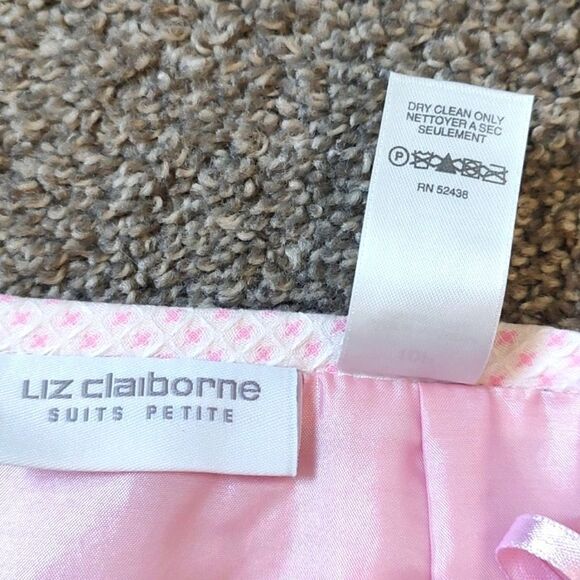 DRY CLEAN ONLY
NETTOYER A SEC
SEULEMENT
P
RN 52438
Liz claiborne
SUITS PETITE